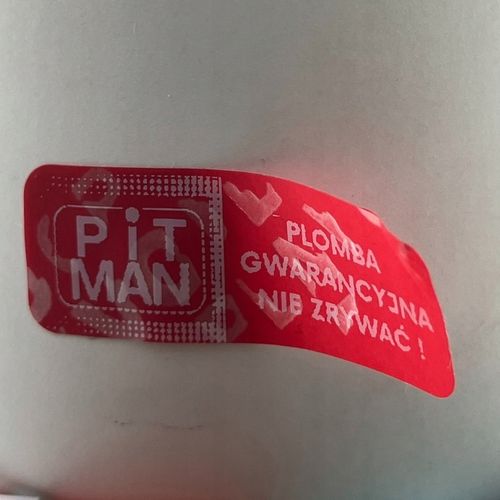 PiT
MAN
PLOMBA
GWARANCYJNA
NIE ZRYWAĆ !